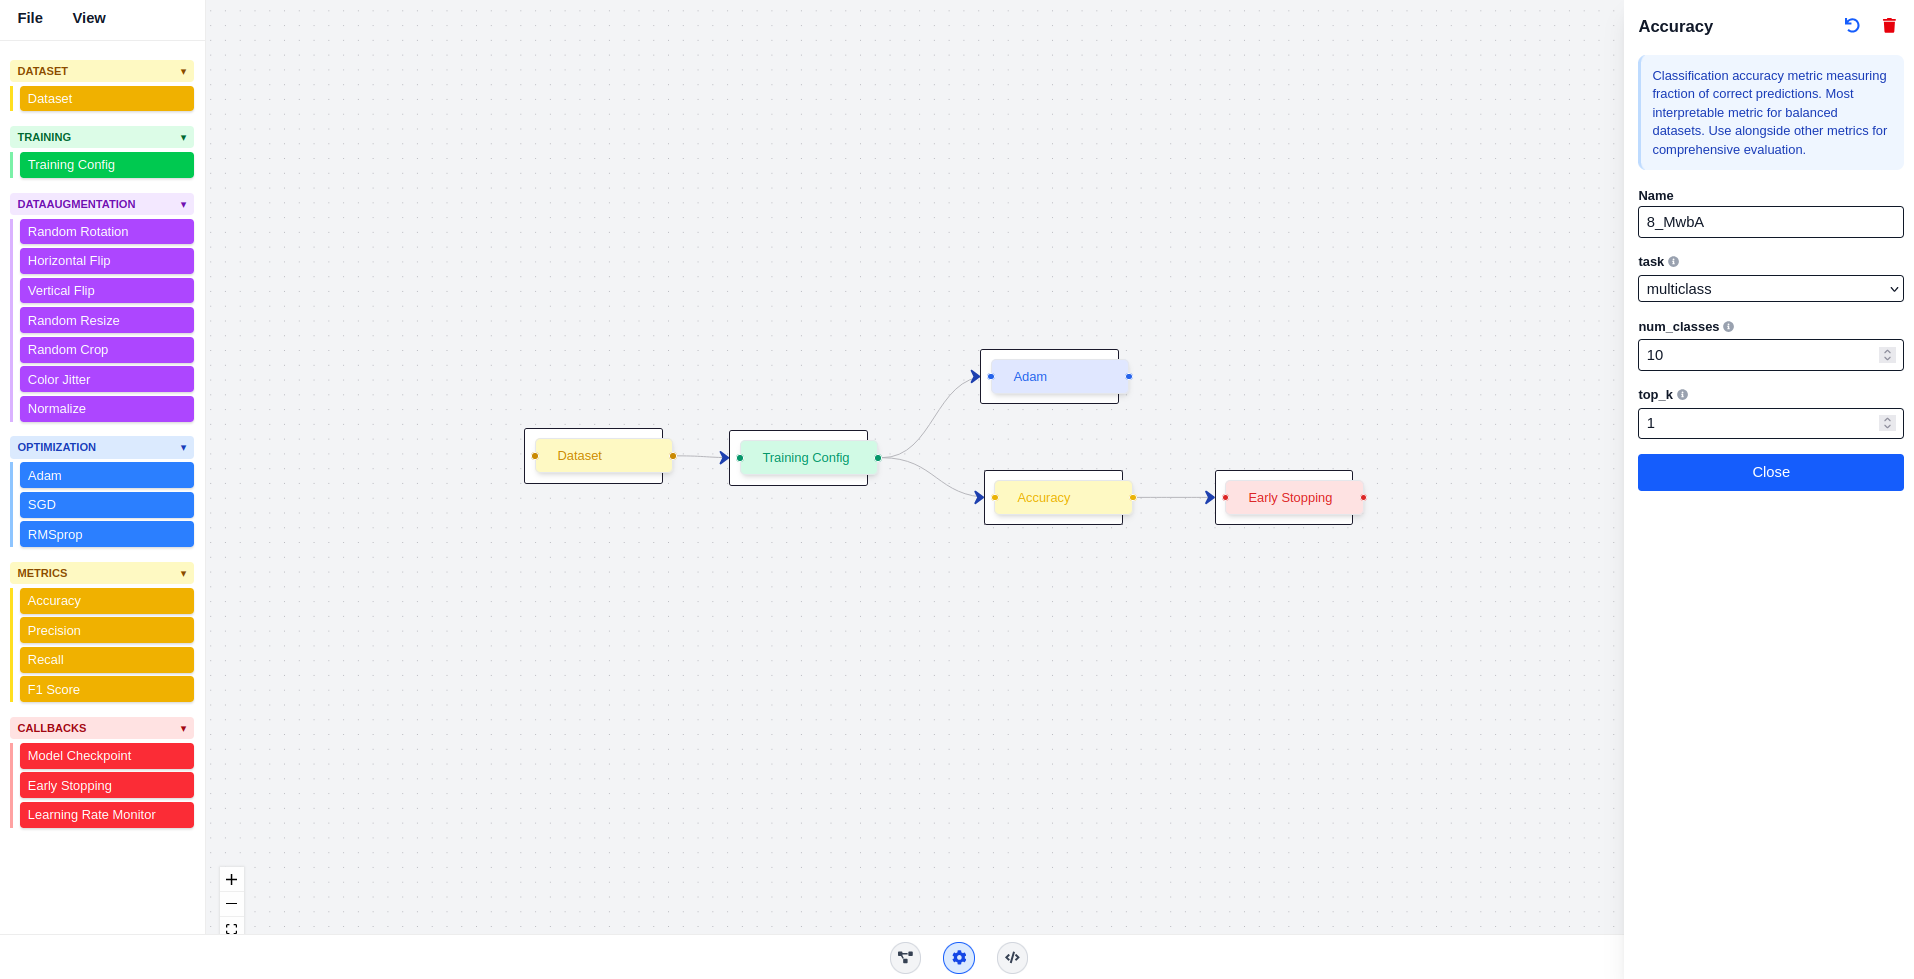 File
View
DATASET
Dataset
TRAINING
Training Config
DATAAUGMENTATION
Random Rotation
Horizontal Flip
Vertical Flip
Random Resize
Random Crop
Color Jitter
Normalize
OPTIMIZATION
Adam
SGD
RMSprop
METRICS
Accuracy
Precision
Recall
F1 Score
CALLBACKS
Model Checkpoint
Early Stopping
Learning Rate Monitor
Dataset
Training Config
Adam
Accuracy
Early Stopping
Accuracy
Classification accuracy metric measuring
fraction of correct predictions. Most
interpretable metric for balanced
datasets. Use alongside other metrics for
comprehensive evaluation.
Name
8_MwbA
task
multiclass
num_classes
10
top_k
1
Close